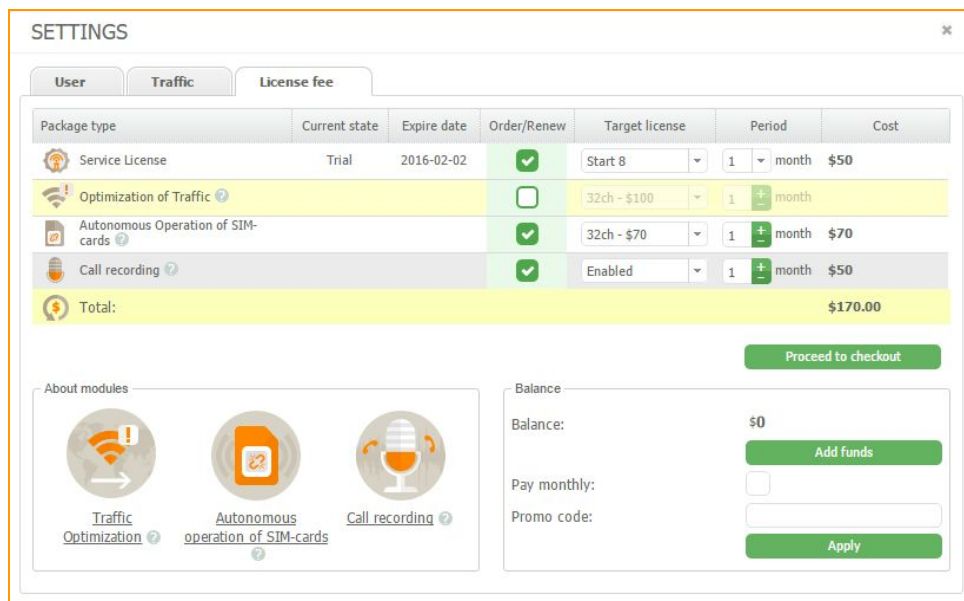 SETTINGS
User Traffic License fee
Package type Current state Expire date Order/Renew Target license Period Cost
Service License Trial 2016-02-02 Start 8 1 month $50
Optimization of Traffic ? 32ch - $100 1 month
Autonomous Operation of SIM-
cards ? 32ch - $70 1 month $70
Call recording ? Enabled 1 month $50
Total: $170.00
Proceed to checkout
About modules
Traffic
Optimization ?
Autonomous
operation of SIM-cards
?
Call recording ?
Balance
Balance: $0
Add funds
Pay monthly:
Promo code:
Apply